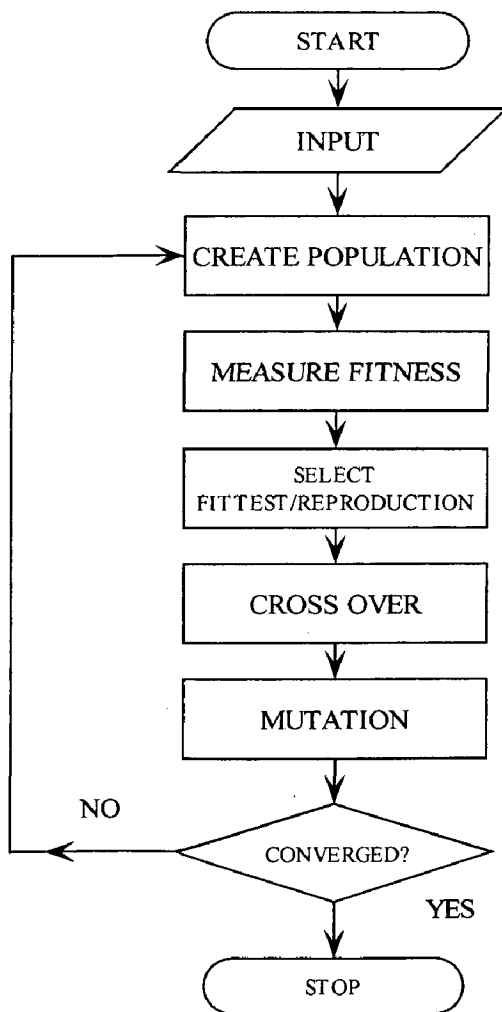 START
INPUT
CREATE POPULATION
MEASURE FITNESS
SELECT
FITTEST/REPRODUCTION
CROSS OVER
MUTATION
NO
CONVERGED?
YES
STOP